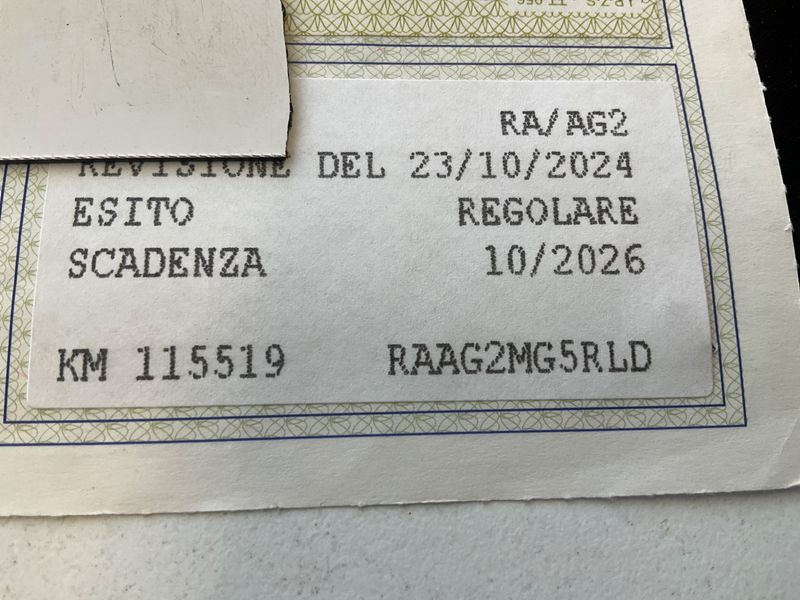 RA/AG2
REVISIONE DEL 23/10/2024
ESITO REGOLARE
SCADENZA 10/2026
KM 115519 RAAG2MG5RLD